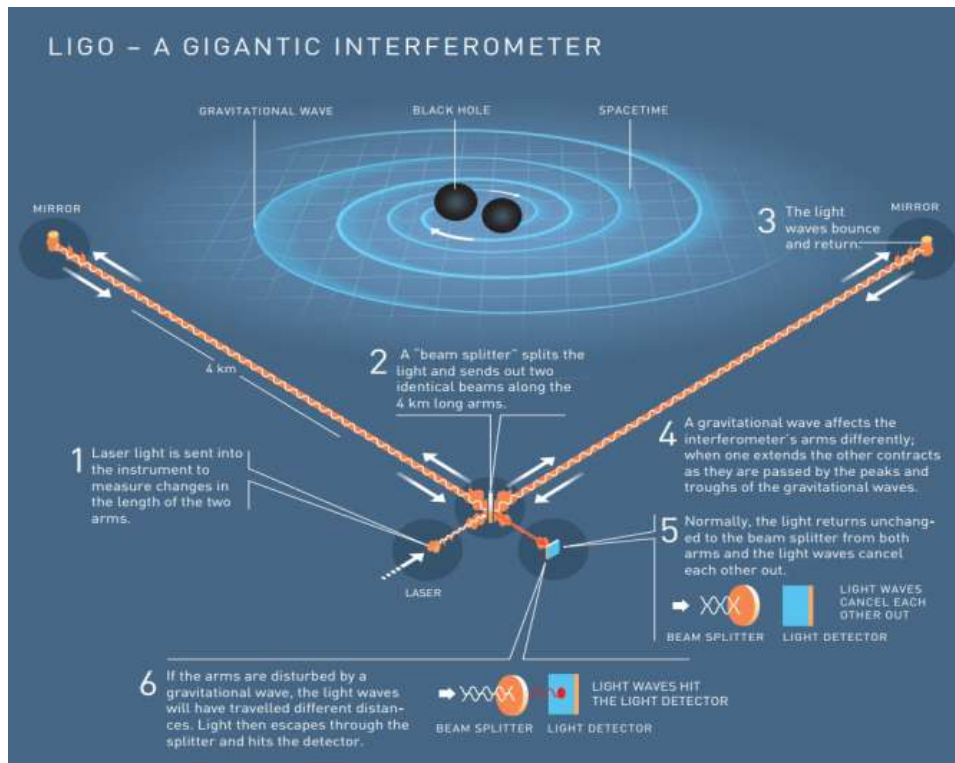 LIGO – A GIGANTIC INTERFEROMETER
GRAVITATIONAL WAVE
BLACK HOLE
SPACETIME
MIRROR
3
The light
waves bounce
and return.
MIRROR
4 km
2
A "beam splitter" splits the
light and sends out two
identical beams along the
4 km long arms.
1
Laser light is sent into
the instrument to
measure changes in
the length of the two
arms.
4
A gravitational wave affects the
interferometer's arms differently;
when one extends the other contracts
as they are passed by the peaks and
troughs of the gravitational waves.
LASER
5
Normally, the light returns unchang-
ed to the beam splitter from both
arms and the light waves cancel
each other out.
LIGHT WAVES
CANCEL EACH
OTHER OUT
BEAM SPLITTER
LIGHT DETECTOR
6
If the arms are disturbed by a
gravitational wave, the light waves
will have travelled different distan-
ces. Light then escapes through the
splitter and hits the detector.
LIGHT WAVES HIT
THE LIGHT DETECTOR
BEAM SPLITTER
LIGHT DETECTOR